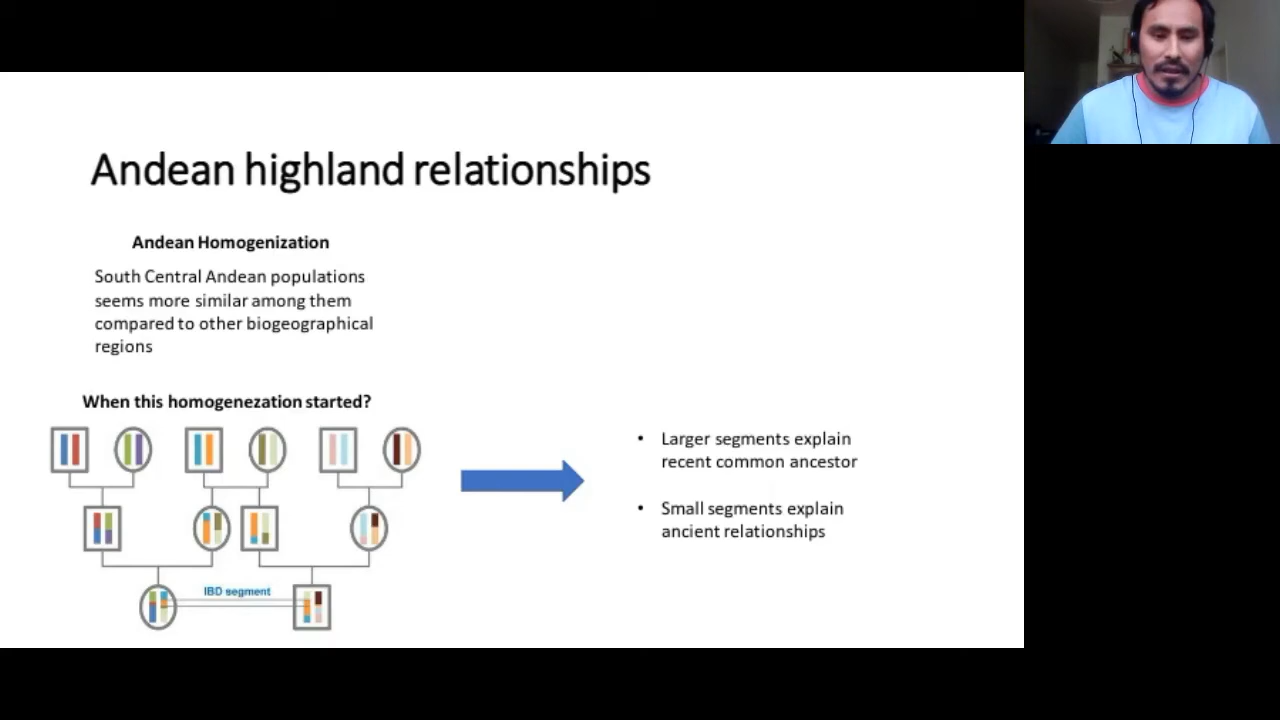 Andean highland relationships
Andean Homogenization
South Central Andean populations
seems more similar among them
compared to other biogeographical
regions
When this homogenezation started?
IBD segment
• Larger segments explain
recent common ancestor
• Small segments explain
ancient relationships